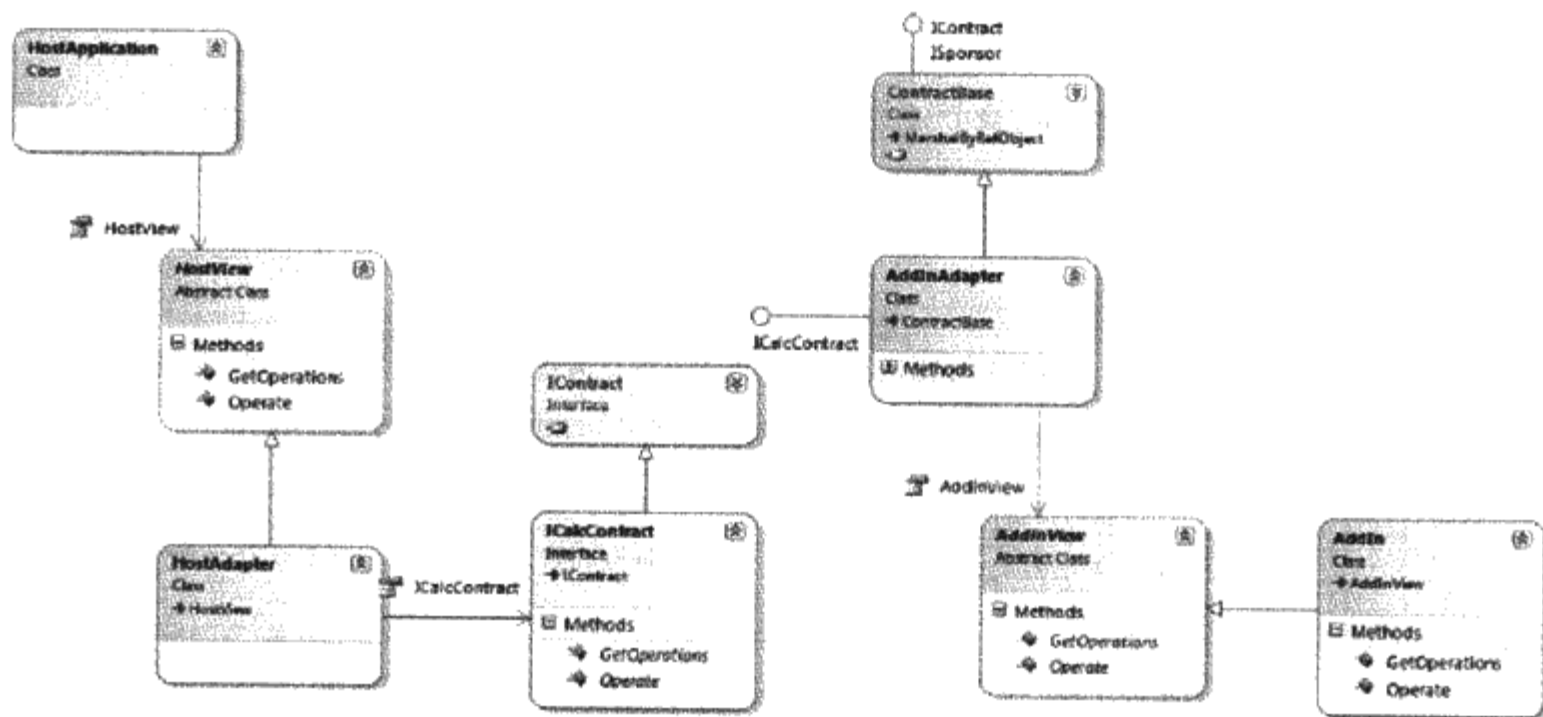 HostApplication
Class
HostView
HostView
Abstract Class
Methods
GetOperations
Operate
HostAdapter
Class
HostView
ICalcContract
IContract
Interface
ICalcContract
Interface
IContract
Methods
GetOperations
Operate
IContract
ISponsor
ContractBase
Class
MarshalByRefObject
AddInAdapter
Class
ContractBase
Methods
ICalcContract
AddInView
AddInView
Abstract Class
Methods
GetOperations
Operate
AddIn
Class
AddInView
Methods
GetOperations
Operate